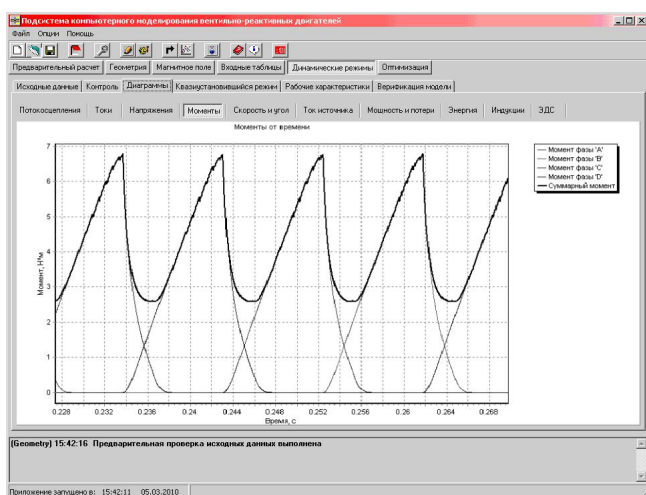 Подсистема компьютерного моделирования вентильно-реактивных двигателей
Файл Опции Помощь
Предварительный расчет Геометрия Магнитное поле Входные таблицы Динамические режимы Оптимизация
Исходные данные Контроль Диаграммы Квазиустановившийся режим Рабочие характеристики Верификация модели
Потокосцепления Токи Напряжения Моменты Скорость и угол Ток источника Мощность и потери Энергия Индукции ЭДС
Моменты от времени
Момент фазы 'A'
Момент фазы 'B'
Момент фазы 'C'
Момент фазы 'D'
Суммарный момент
Момент, Н*м
7
6
5
4
3
2
1
0
0.228 0.232 0.236 0.24 0.244 0.248 0.252 0.256 0.26 0.264 0.268
Время, с
[Geometry] 15:42:16 Предварительная проверка исходных данных выполнена
Приложение запущено в: 15:42:11 05.03.2010